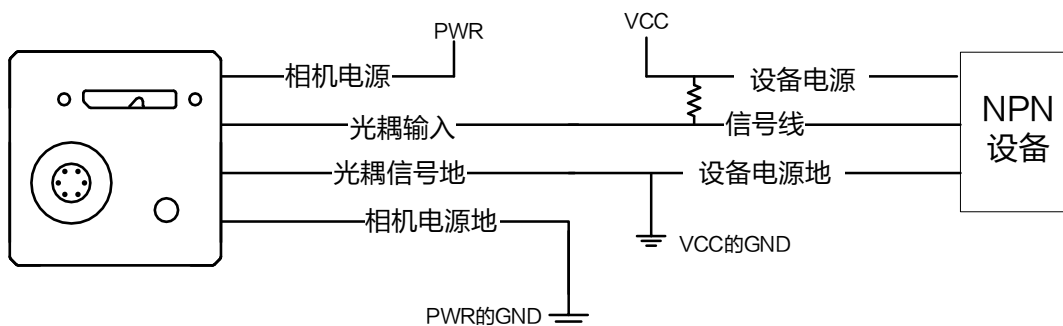 PWR
VCC
相机电源
设备电源
NPN
设备
光耦输入
信号线
光耦信号地
设备电源地
相机电源地
VCC的GND
PWR的GND